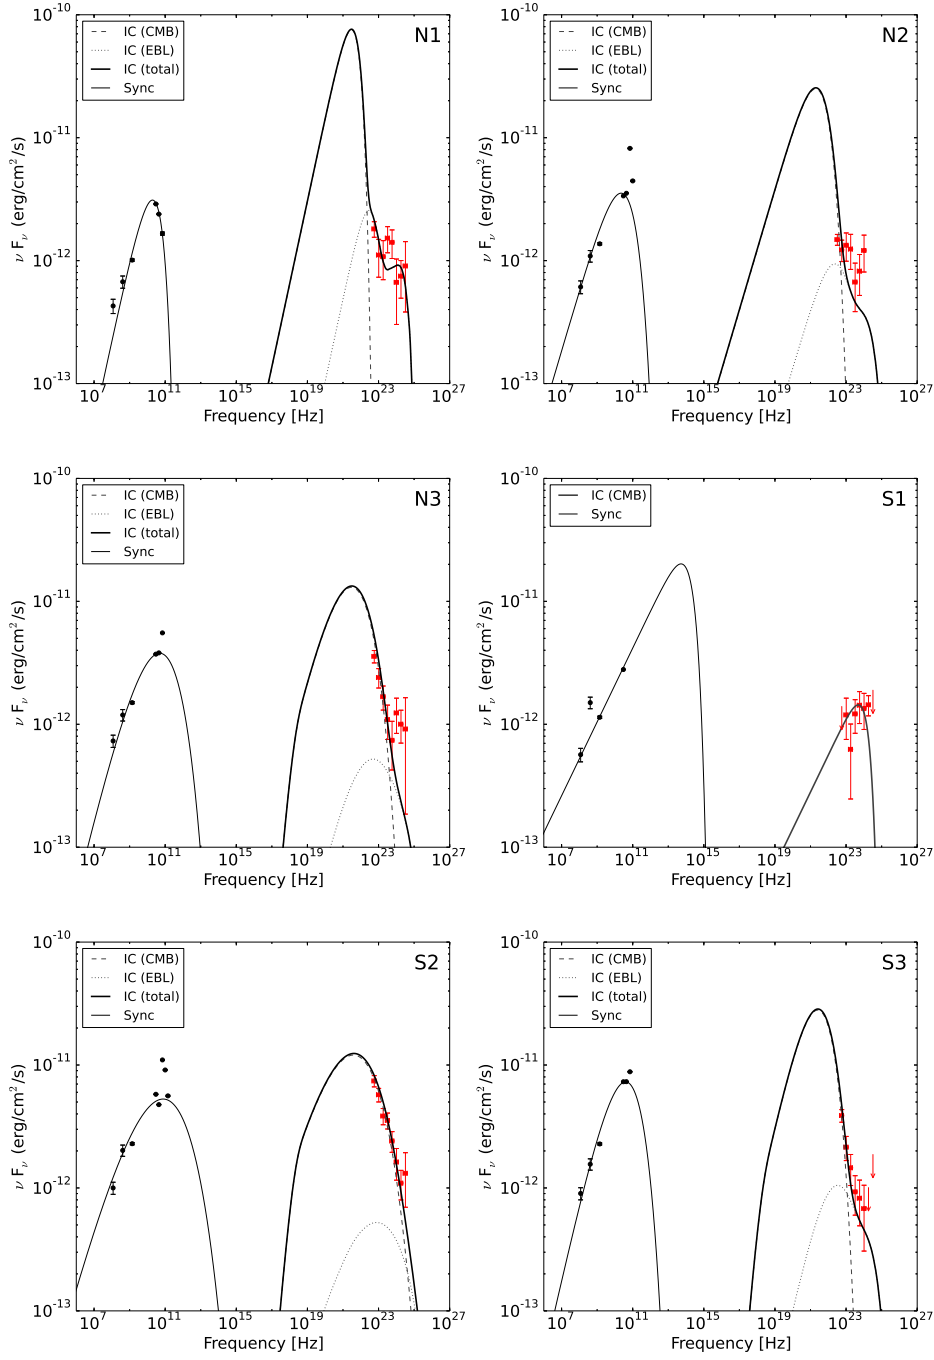 N1
IC (CMB)
IC (EBL)
IC (total)
Sync
10^-10
10^-11
10^-12
10^-13
ν F_ν (erg/cm^2/s)
10^7 10^11 10^15 10^19 10^23 10^27
Frequency [Hz]
N2
IC (CMB)
IC (EBL)
IC (total)
Sync
10^-10
10^-11
10^-12
10^-13
ν F_ν (erg/cm^2/s)
10^7 10^11 10^15 10^19 10^23 10^27
Frequency [Hz]
N3
IC (CMB)
IC (EBL)
IC (total)
Sync
10^-10
10^-11
10^-12
10^-13
ν F_ν (erg/cm^2/s)
10^7 10^11 10^15 10^19 10^23 10^27
Frequency [Hz]
S1
IC (CMB)
Sync
10^-10
10^-11
10^-12
10^-13
ν F_ν (erg/cm^2/s)
10^7 10^11 10^15 10^19 10^23 10^27
Frequency [Hz]
S2
IC (CMB)
IC (EBL)
IC (total)
Sync
10^-10
10^-11
10^-12
10^-13
ν F_ν (erg/cm^2/s)
10^7 10^11 10^15 10^19 10^23 10^27
Frequency [Hz]
S3
IC (CMB)
IC (EBL)
IC (total)
Sync
10^-10
10^-11
10^-12
10^-13
ν F_ν (erg/cm^2/s)
10^7 10^11 10^15 10^19 10^23 10^27
Frequency [Hz]